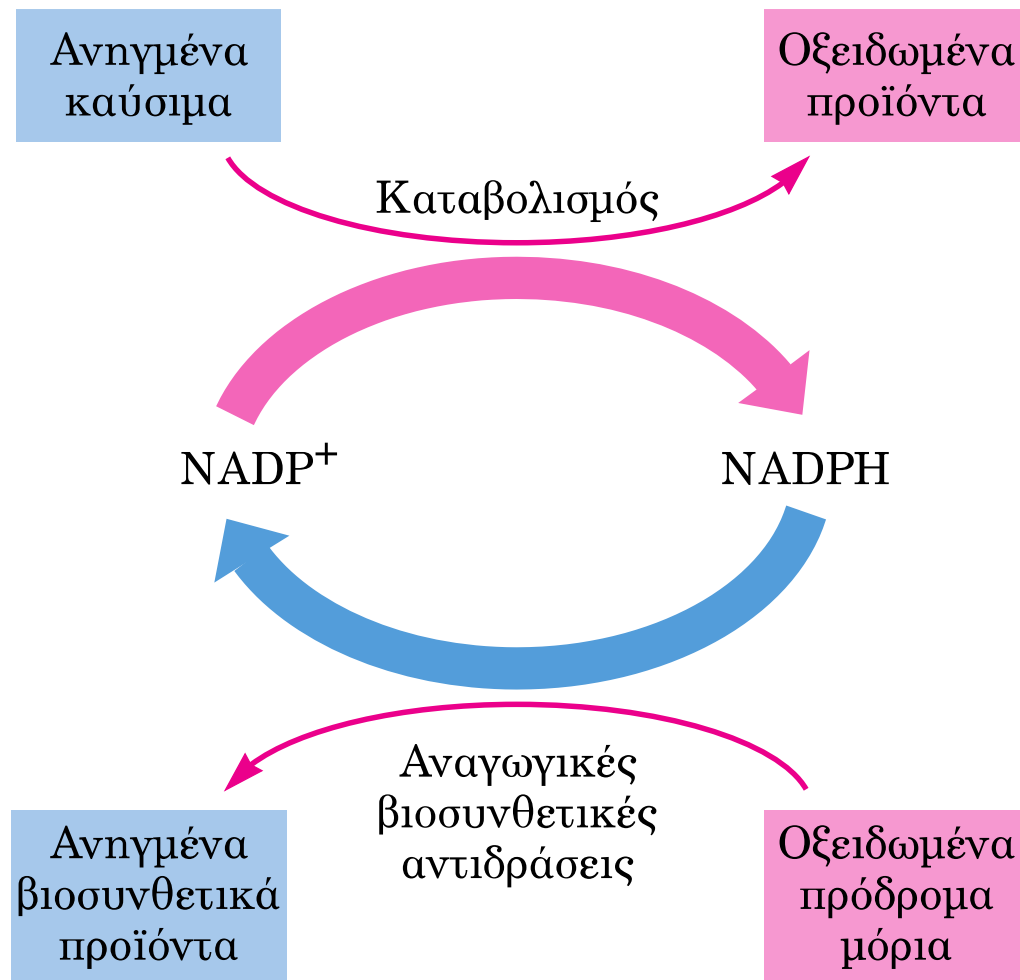 Ανηγμένα
καύσιμα
Οξειδωμένα
προϊόντα
Καταβολισμός
NADP⁺
NADPH
Αναγωγικές
βιοσυνθετικές
αντιδράσεις
Ανηγμένα
βιοσυνθετικά
προϊόντα
Οξειδωμένα
πρόδρομα
μόρια